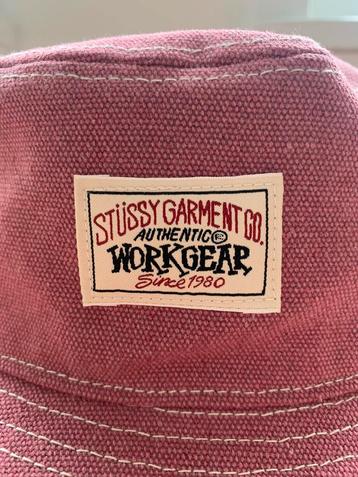 STÜSSY GARMENT CO.
AUTHENTIC
WORKGEAR
Since 1980